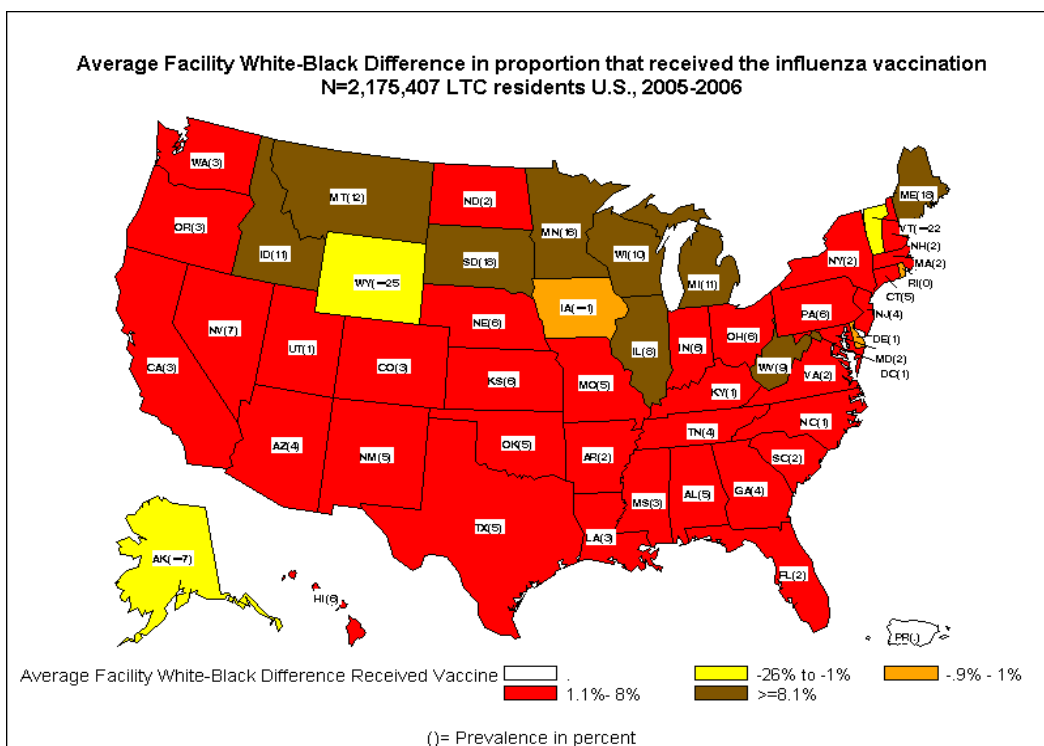 Average Facility White-Black Difference in proportion that received the influenza vaccination
N=2,175,407 LTC residents U.S., 2005-2006
WA(3)
MT(12)
ND(2)
ME(18)
OR(3)
MN(16)
VT(-22
ID(11)
SD(16)
WI(10)
NH(2)
NY(2)
MA(2)
WY(-25
MI(11)
RI(0)
CT(5)
IA(-1)
NE(6)
PA(6)
NJ(4)
NV(7)
OH(6)
DE(1)
UT(1)
IL(8)
IN(6)
MD(2)
CA(3)
CO(3)
WV(9)
VA(2)
DC(1)
KS(6)
MO(5)
KY(1)
NC(1)
TN(4)
OK(5)
AZ(4)
NM(5)
AR(2)
SC(2)
MS(3)
AL(5)
GA(4)
TX(5)
LA(3)
AK(-7)
FL(2)
HI(6)
PR(.)
Average Facility White-Black Difference Received Vaccine . -26% to -1% -.9% - 1%
1.1%- 8% >=8.1%
()= Prevalence in percent